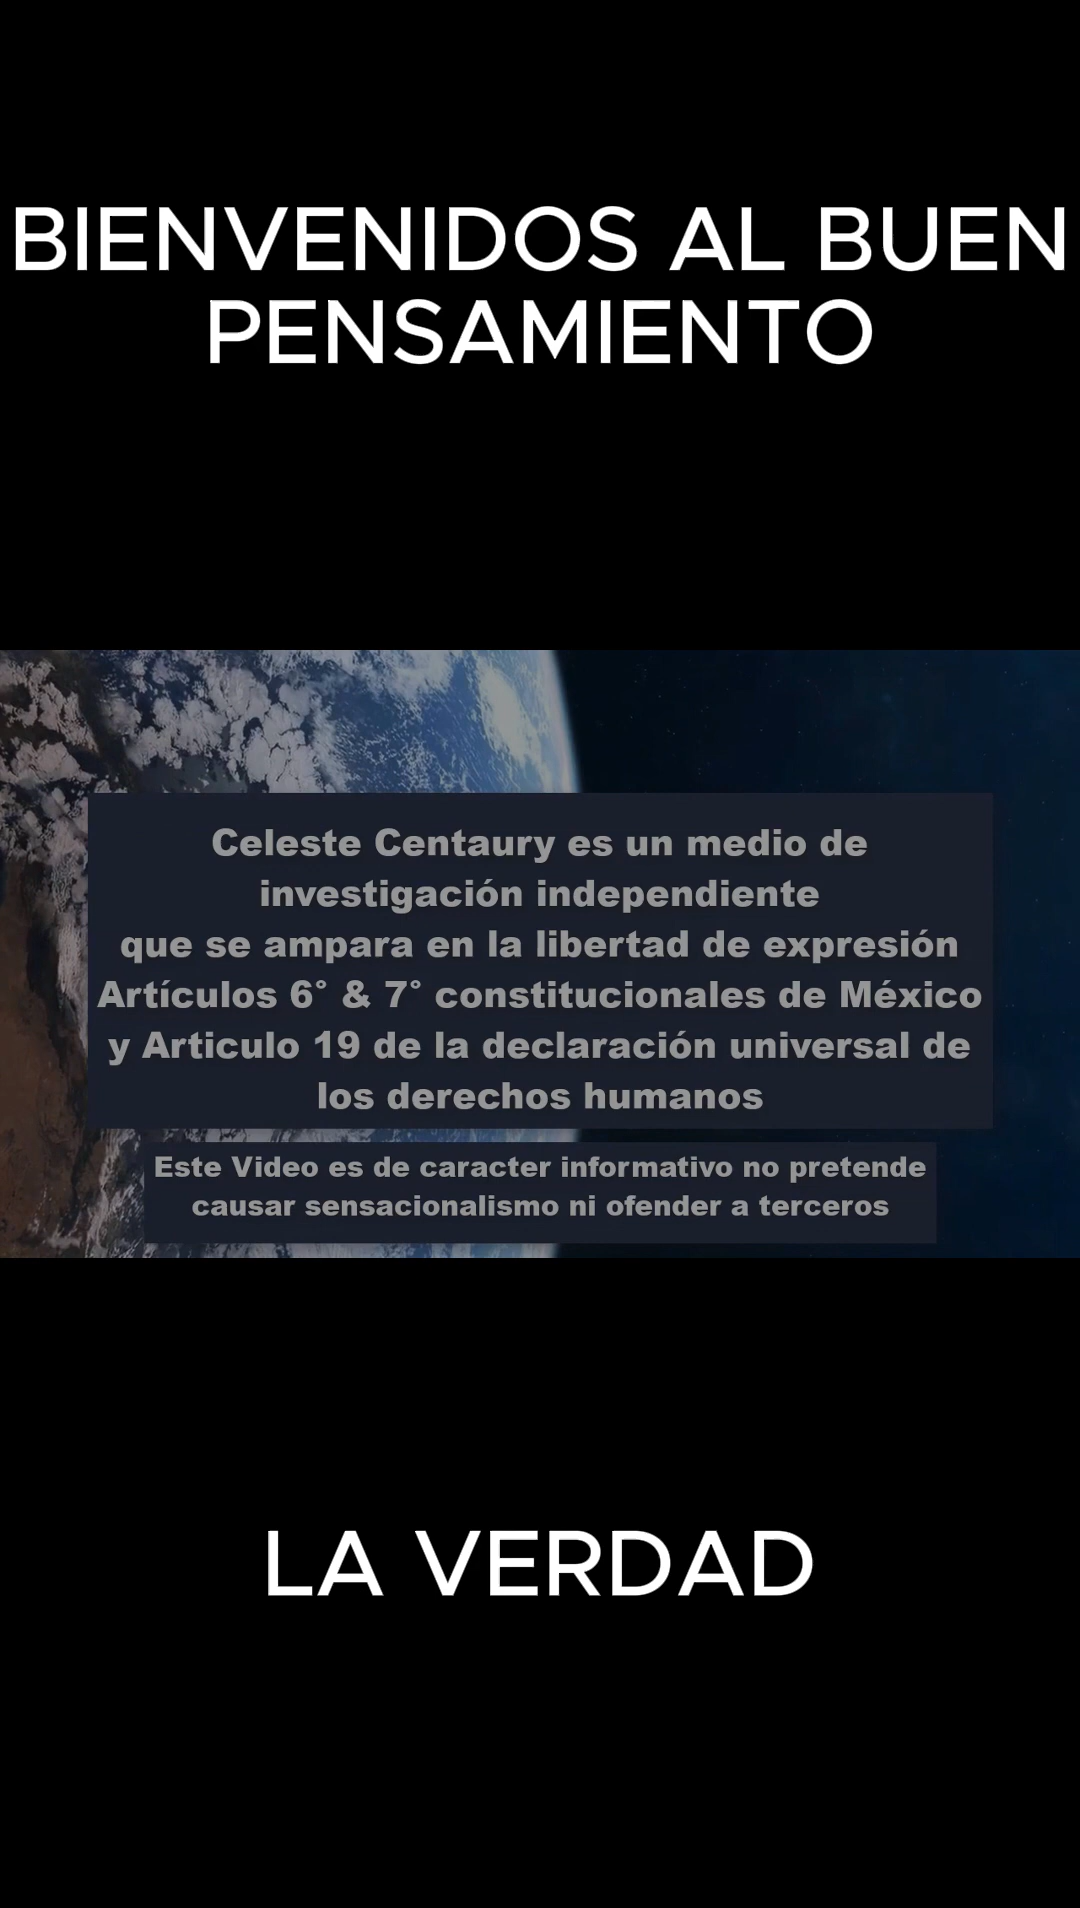 BIENVENIDOS AL BUEN
PENSAMIENTO
Celeste Centaury es un medio de
investigación independiente
que se ampara en la libertad de expresión
Artículos 6° & 7° constitucionales de México
y Articulo 19 de la declaración universal de
los derechos humanos
Este Video es de caracter informativo no pretende
causar sensacionalismo ni ofender a terceros
LA VERDAD